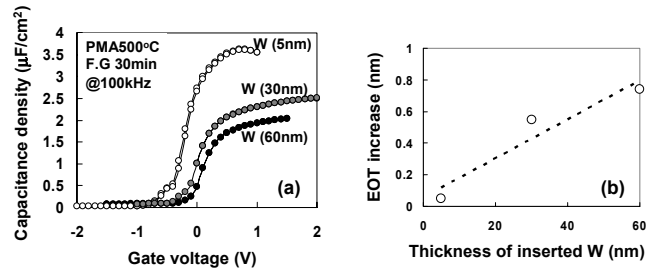 PMA500°C
F.G 30min
@100kHz
W (5nm)
W (30nm)
W (60nm)
(a)
Capacitance density (µF/cm²)
4
3.5
3
2.5
2
1.5
1
0.5
0
-2 -1 0 1 2
Gate voltage (V)
EOT increase (nm)
1
0.8
0.6
0.4
0.2
0
0 20 40 60
(b)
Thickness of inserted W (nm)